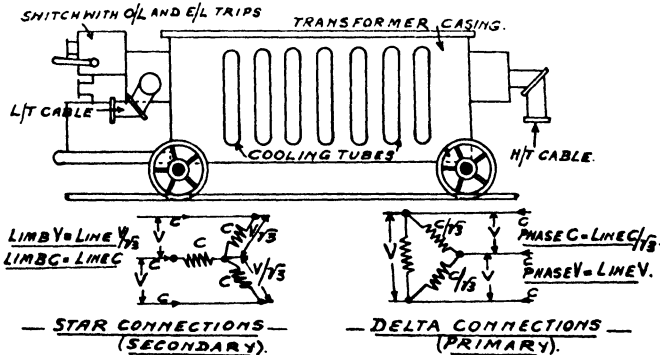 SWITCH WITH O/L AND E/L TRIPS
TRANSFORMER CASING.
L/T CABLE
COOLING TUBES
H/T CABLE.
C
C
V/√3
V
C
V
LIMB V = LINE V/√3
LIMB C = LINE C
C
C
V/√3
C
C/√3
V
V
C
PHASE C = LINE C/√3
C/√3
V
PHASE V = LINE V.
C
— STAR CONNECTIONS —
(SECONDARY).
— DELTA CONNECTIONS —
(PRIMARY).